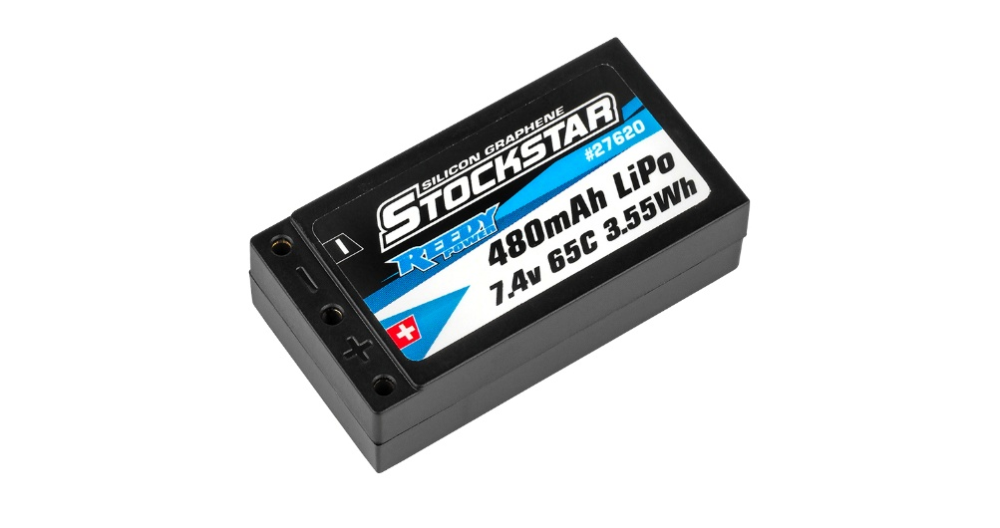 SILICON GRAPHENE
STOCKSTAR
#27620
REEDY
POWER
480mAh LiPo
7.4v 65C 3.55Wh
−
+
−
+